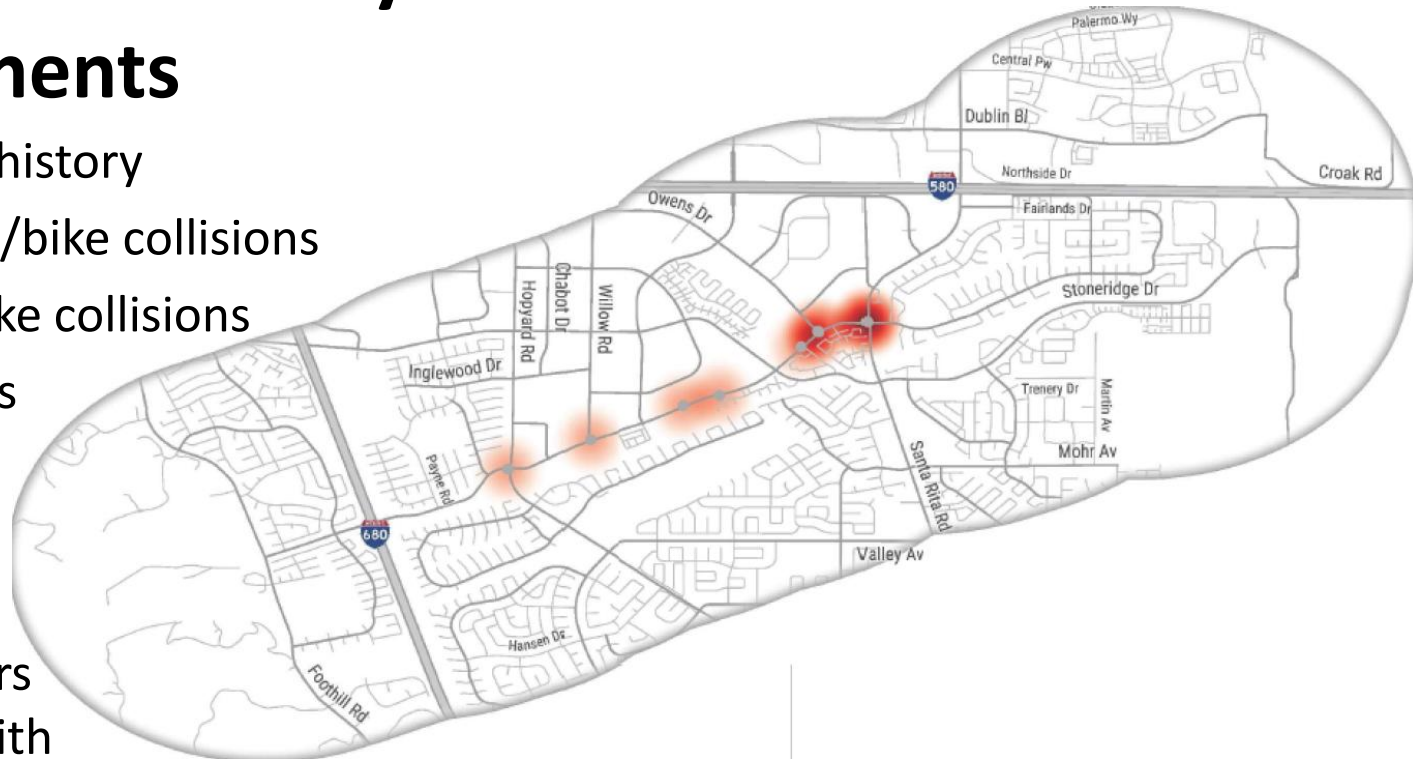 nents
history
/bike collisions
ke collisions
s
rs
ith
Palermo Wy
Central Pw
Dublin Bl
Northside Dr
Croak Rd
580
Owens Dr
Fairlands Dr
Stoneridge Dr
Hopyard Rd
Chabot Dr
Willow Rd
Inglewood Dr
Trenery Dr
Martin Av
Mohr Av
Payne Rd
Santa Rita Rd
680
Valley Av
Hansen Dr
Foothill Rd